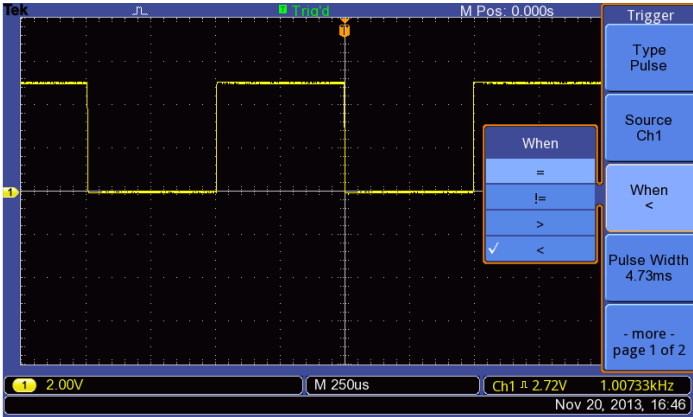 Tek
T Trig'd
M Pos: 0.000s
T
1
Trigger
Type
Pulse
Source
Ch1
When
<
Pulse Width
4.73ms
- more -
page 1 of 2
When
=
!=
>
✓ <
1 2.00V
M 250us
Ch1 2.72V
1.00733kHz
Nov 20, 2013, 16:46